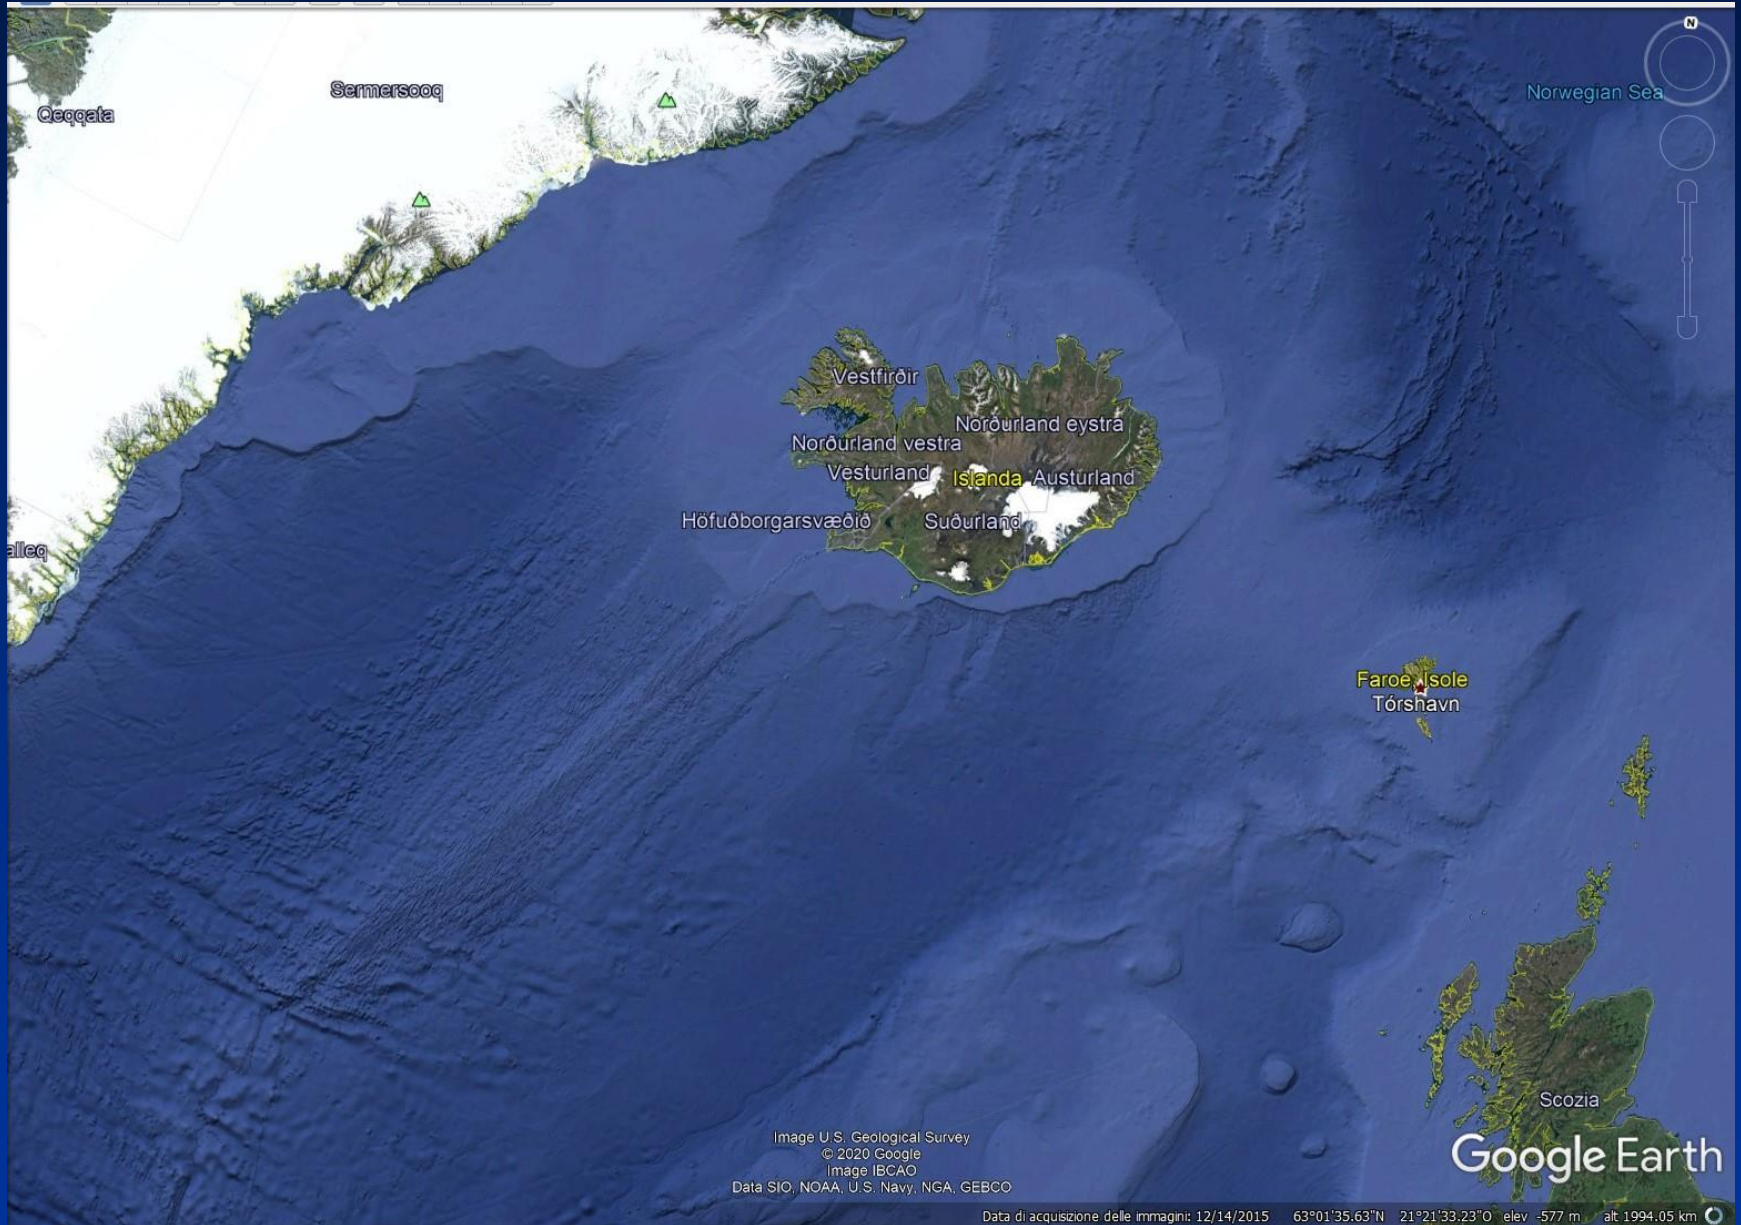 N
Norwegian Sea
Sermersooq
Qeqqata
Vestfirðir
Norðurland eystra
Norðurland vestra
Vesturland
Islanda
Austurland
Höfuðborgarsvæðið
Suðurland
alleq
Faroe, Isole
Tórshavn
Scozia
Google Earth
Image U.S. Geological Survey
© 2020 Google
Image IBCAO
Data SIO, NOAA, U.S. Navy, NGA, GEBCO
Data di acquisizione delle immagini: 12/14/2015 63°01'35.63"N 21°21'33.23"O elev -577 m alt 1994.05 km